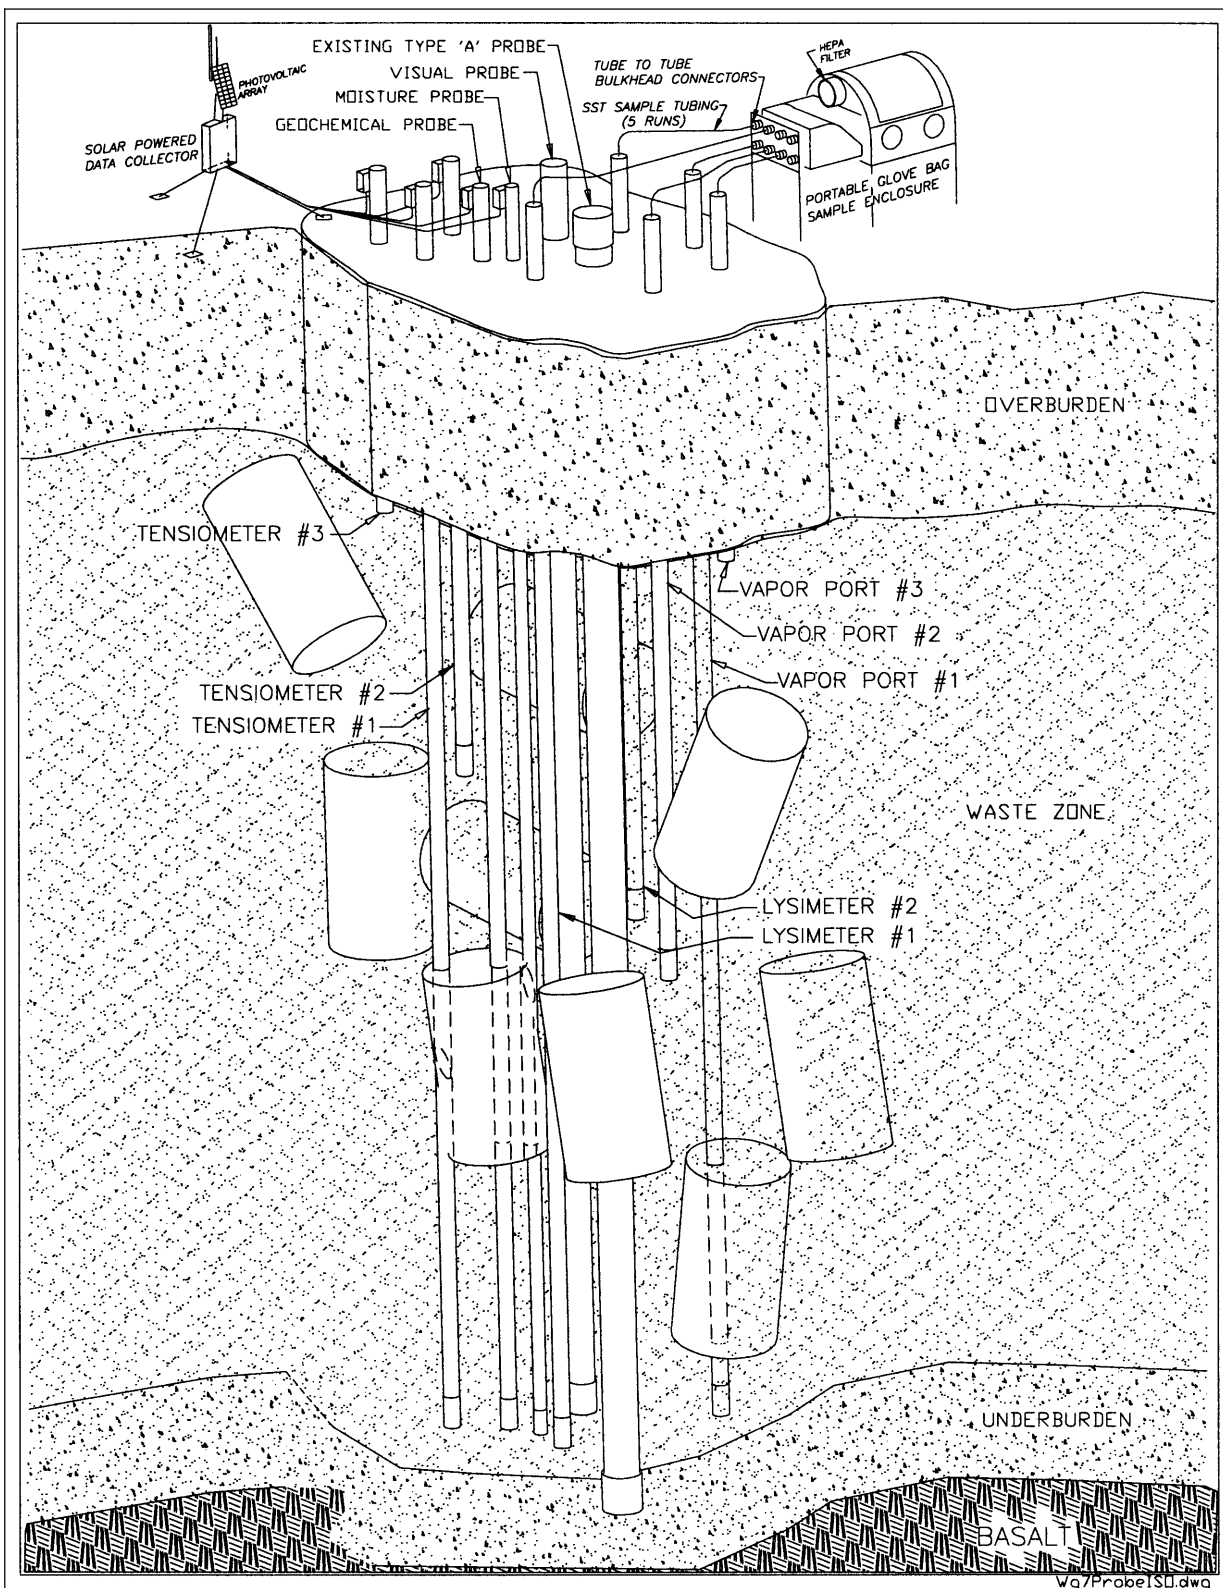 EXISTING TYPE 'A' PROBE
VISUAL PROBE
MOISTURE PROBE
GEOCHEMICAL PROBE
PHOTOVOLTAIC
ARRAY
SOLAR POWERED
DATA COLLECTOR
TUBE TO TUBE
BULKHEAD CONNECTORS
SST SAMPLE TUBING
(5 RUNS)
HEPA
FILTER
PORTABLE GLOVE BAG
SAMPLE ENCLOSURE
OVERBURDEN
TENSIOMETER #3
VAPOR PORT #3
VAPOR PORT #2
VAPOR PORT #1
TENSIOMETER #2
TENSIOMETER #1
WASTE ZONE
LYSIMETER #2
LYSIMETER #1
UNDERBURDEN
BASALT
Wg7ProbeISO.dwg